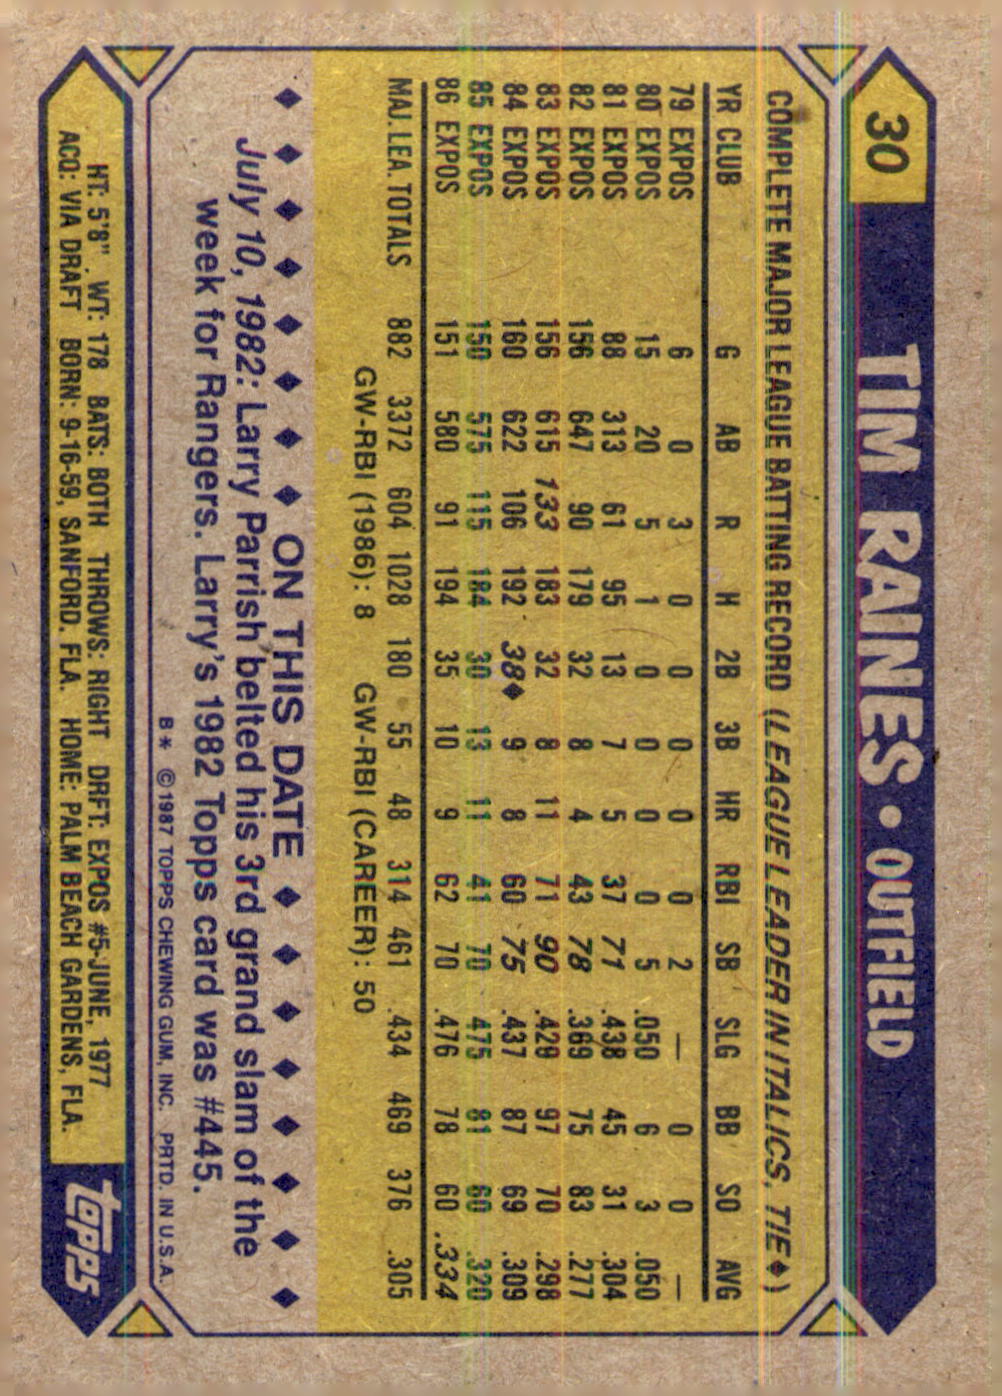 30 TIM RAINES • OUTFIELD
COMPLETE MAJOR LEAGUE BATTING RECORD (LEAGUE LEADER IN ITALICS, TIE♦)
YR CLUB G AB R H 2B 3B HR RBI SB SLG BB SO AVG
79 EXPOS 6 0 3 0 0 0 0 0 2 — 0 0 —
80 EXPOS 15 20 5 1 0 0 0 0 5 .050 6 3 .050
81 EXPOS 88 313 61 95 13 7 5 37 71 .438 45 31 .304
82 EXPOS 156 647 90 179 32 8 4 43 78 .369 75 83 .277
83 EXPOS 156 615 133 183 32 8 11 71 90 .429 97 70 .298
84 EXPOS 160 622 106 192 38♦ 9 8 60 75 .437 87 69 .309
85 EXPOS 150 575 115 184 30 13 11 41 70 .475 81 60 .320
86 EXPOS 151 580 91 194 35 10 9 62 70 .476 78 60 .334
MAJ. LEA. TOTALS 882 3372 604 1028 180 55 48 314 461 .434 469 376 .305
GW-RBI (1986): 8 GW-RBI (CAREER): 50
♦ ♦ ♦ ♦ ♦ ♦ ♦ ♦ ON THIS DATE ♦ ♦ ♦ ♦ ♦ ♦ ♦ ♦
July 10, 1982: Larry Parrish belted his 3rd grand slam of the
week for Rangers. Larry's 1982 Topps card was #445.
B* ©1987 TOPPS CHEWING GUM, INC. PRTD. IN U.S.A.
HT: 5'8" WT: 178 BATS: BOTH THROWS: RIGHT DRFT: EXPOS #5-JUNE, 1977
ACQ: VIA DRAFT BORN: 9-16-59, SANFORD, FLA. HOME: PALM BEACH GARDENS, FLA.
topps